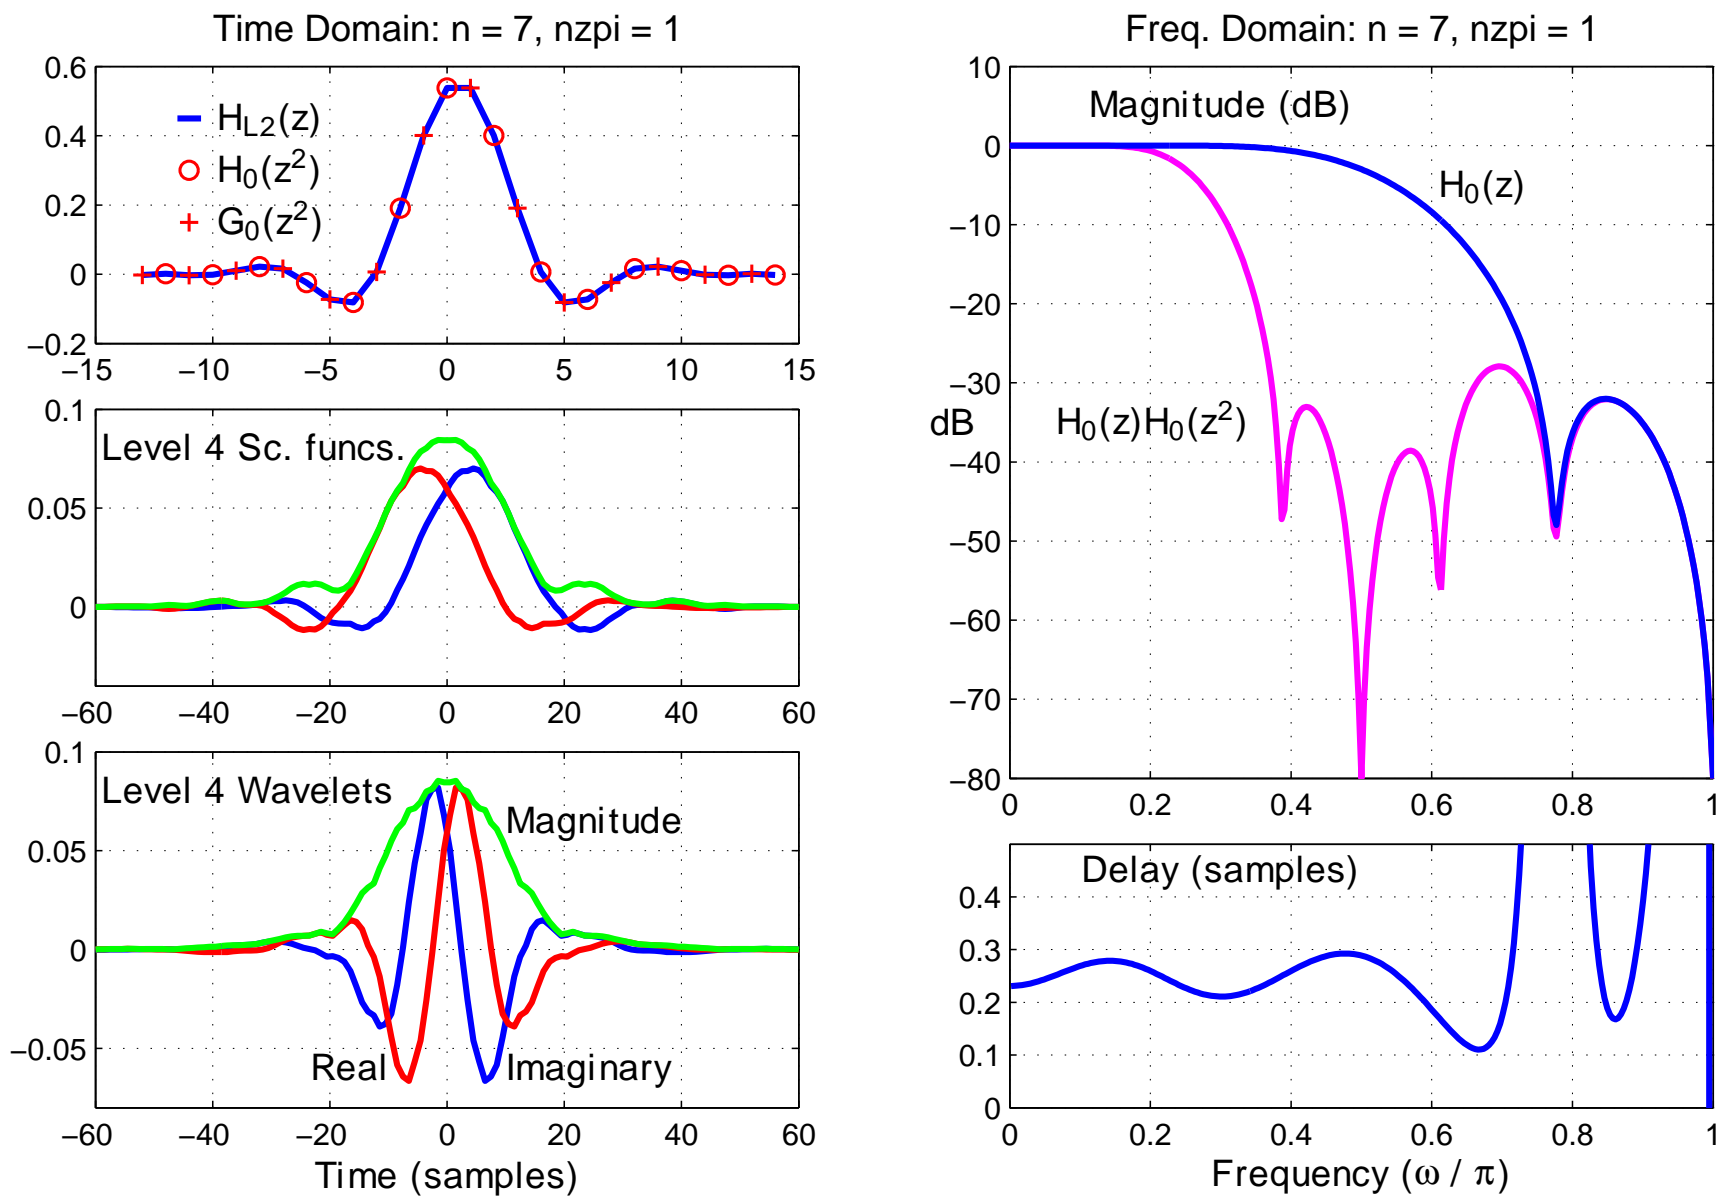 Time Domain: n = 7, nzpi = 1
0.6
0.4
0.2
0
−0.2
H_L2(z)
H_0(z^2)
G_0(z^2)
−15 −10 −5 0 5 10 15
0.1
0.05
0
Level 4 Sc. funcs.
−60 −40 −20 0 20 40 60
0.1
0.05
0
−0.05
Level 4 Wavelets
Magnitude
Real
Imaginary
−60 −40 −20 0 20 40 60
Time (samples)
Freq. Domain: n = 7, nzpi = 1
10
0
−10
−20
−30
dB
−40
−50
−60
−70
−80
Magnitude (dB)
H_0(z)
H_0(z)H_0(z^2)
0 0.2 0.4 0.6 0.8 1
Delay (samples)
0.4
0.3
0.2
0.1
0
0 0.2 0.4 0.6 0.8 1
Frequency (ω / π)